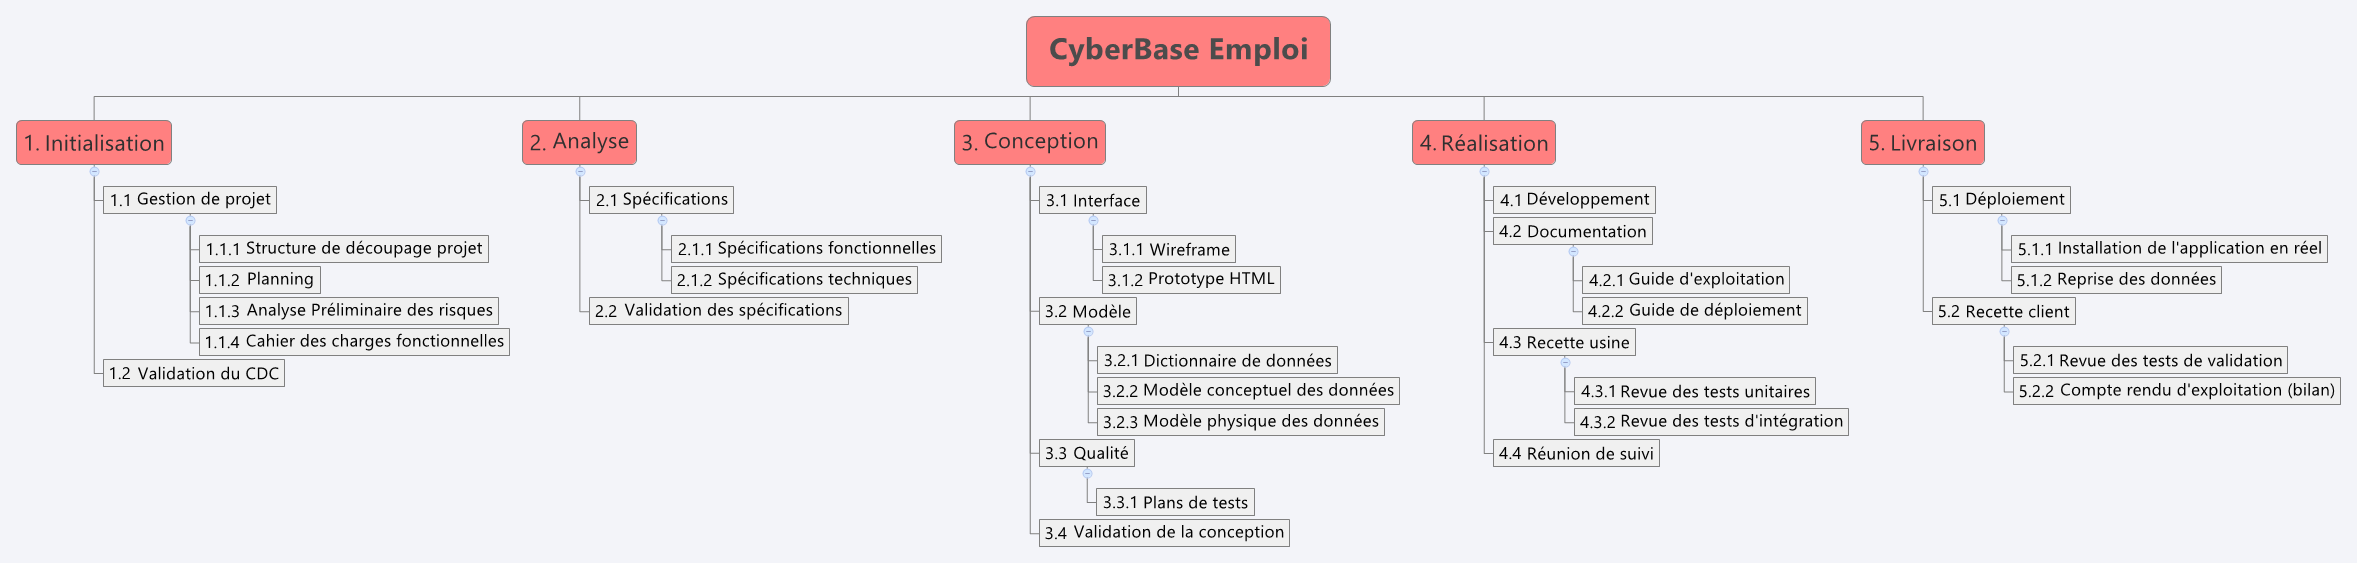 CyberBase Emploi
1. Initialisation
1.1 Gestion de projet
1.1.1 Structure de découpage projet
1.1.2 Planning
1.1.3 Analyse Préliminaire des risques
1.1.4 Cahier des charges fonctionnelles
1.2 Validation du CDC
2. Analyse
2.1 Spécifications
2.1.1 Spécifications fonctionnelles
2.1.2 Spécifications techniques
2.2 Validation des spécifications
3. Conception
3.1 Interface
3.1.1 Wireframe
3.1.2 Prototype HTML
3.2 Modèle
3.2.1 Dictionnaire de données
3.2.2 Modèle conceptuel des données
3.2.3 Modèle physique des données
3.3 Qualité
3.3.1 Plans de tests
3.4 Validation de la conception
4. Réalisation
4.1 Développement
4.2 Documentation
4.2.1 Guide d'exploitation
4.2.2 Guide de déploiement
4.3 Recette usine
4.3.1 Revue des tests unitaires
4.3.2 Revue des tests d'intégration
4.4 Réunion de suivi
5. Livraison
5.1 Déploiement
5.1.1 Installation de l'application en réel
5.1.2 Reprise des données
5.2 Recette client
5.2.1 Revue des tests de validation
5.2.2 Compte rendu d'exploitation (bilan)